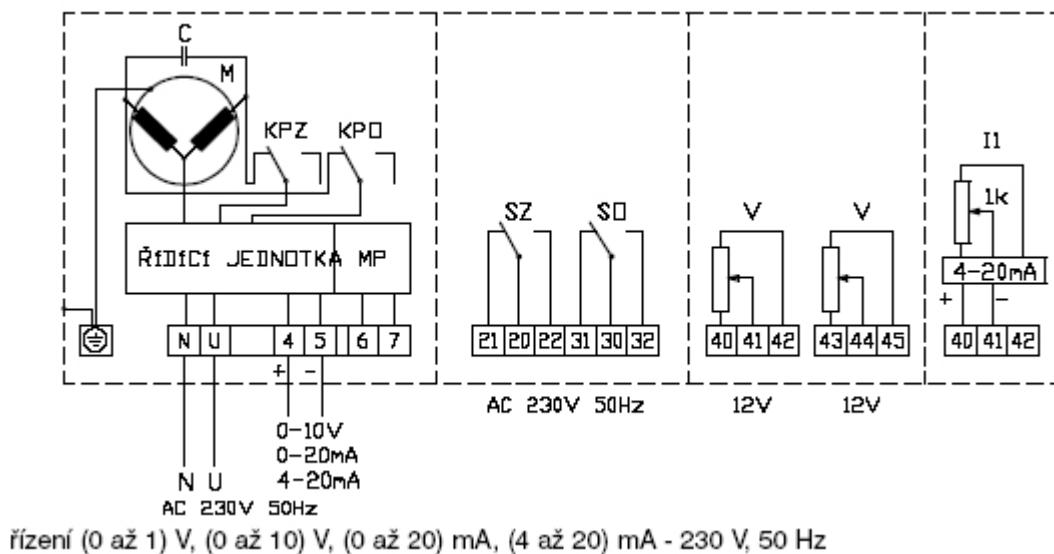 C
M
KPZ KPO
I1
1k
SZ SO V V
ŘfDfCf JEDNOTKA MP
4-20mA
+ -
N U 4 5 6 7
21 20 22 31 30 32
40 41 42
43 44 45
40 41 42
+ -
AC 230V 50Hz
12V
12V
0-10V
0-20mA
4-20mA
N U
AC 230V 50Hz
řízení (0 až 1) V, (0 až 10) V, (0 až 20) mA, (4 až 20) mA - 230 V, 50 Hz